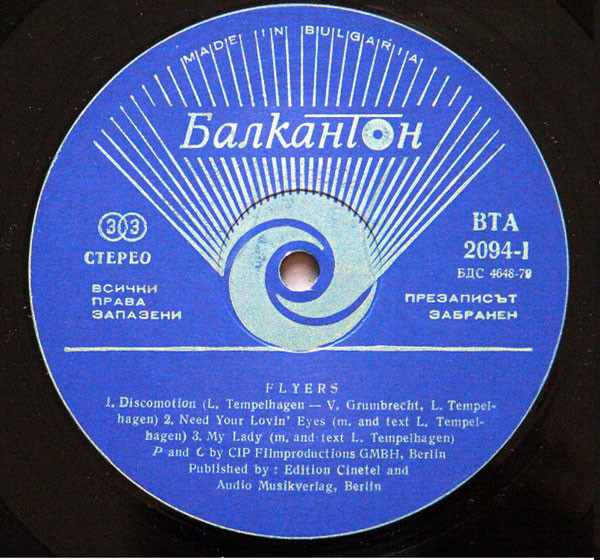 MADE IN BULGARIA
Балкантон
33
СТЕРЕО
ВСИЧКИ
ПРАВА
ЗАПАЗЕНИ
ВТА
2094-I
БДС 4648-79
ПРЕЗАПИСЪТ
ЗАБРАНЕН
FLYERS
1. Discomotion (L. Tempelhagen — V. Grumbrecht, L. Tempel-
hagen) 2. Need Your Lovin' Eyes (m. and text L. Tempel-
hagen) 3. My Lady (m. and text L. Tempelhagen)
P and C by CIP Filmproductions GMBH, Berlin
Published by : Edition Cinetel and
Audio Musikverlag, Berlin